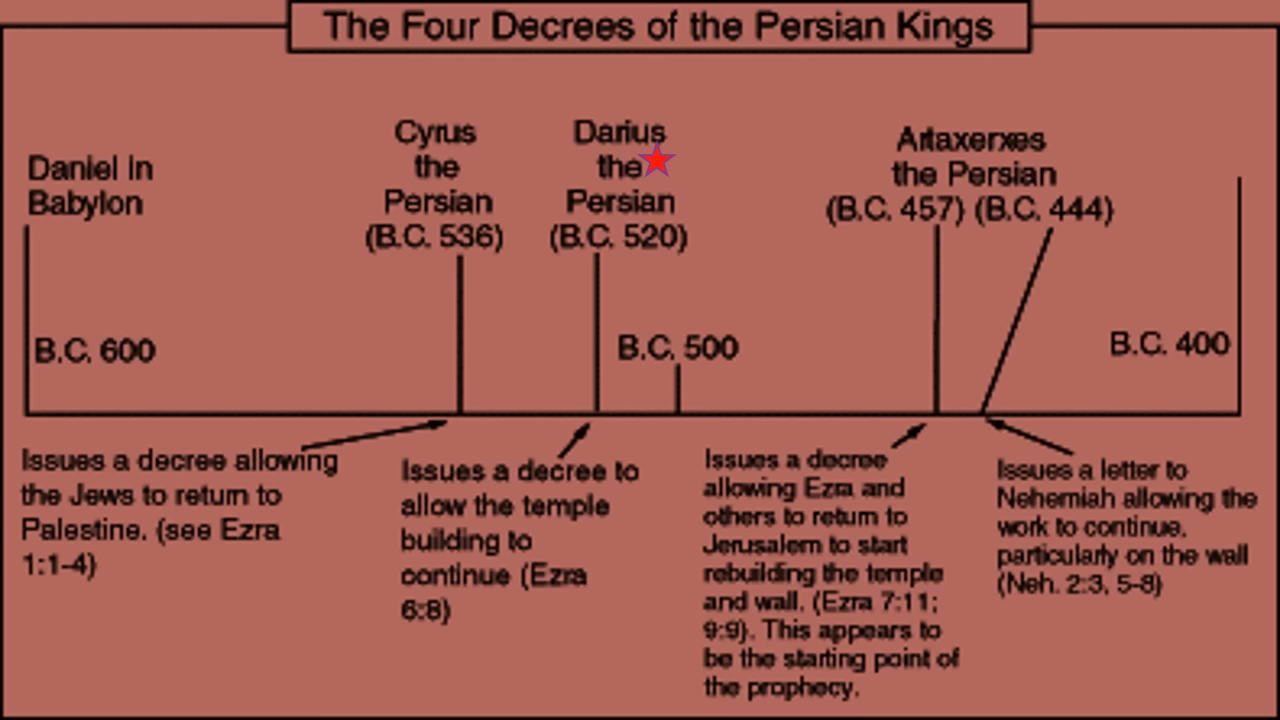 The Four Decrees of the Persian Kings
Daniel in
Babylon
Cyrus
the
Persian
(B.C. 536)
Darius
the
Persian
(B.C. 520)
Artaxerxes
the Persian
(B.C. 457) (B.C. 444)
B.C. 600
B.C. 500
B.C. 400
Issues a decree allowing
the Jews to return to
Palestine. (see Ezra
1:1-4)
Issues a decree to
allow the temple
building to
continue (Ezra
6:8)
Issues a decree
allowing Ezra and
others to return to
Jerusalem to start
rebuilding the temple
and wall. (Ezra 7:11;
9:9). This appears to
be the starting point of
the prophecy.
Issues a letter to
Nehemiah allowing the
work to continue,
particularly on the wall
(Neh. 2:3, 5-8)